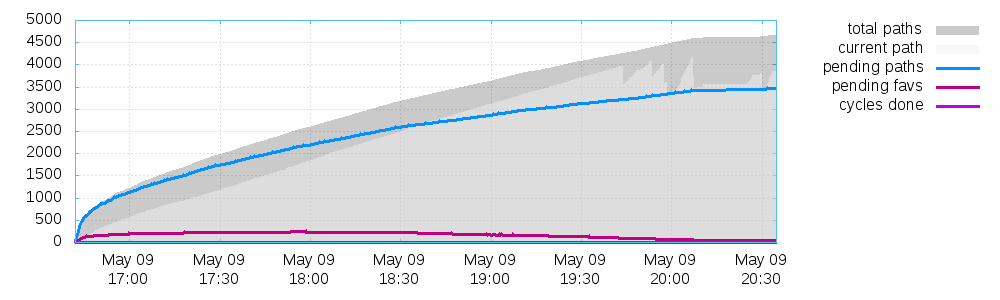 5000
4500
4000
3500
3000
2500
2000
1500
1000
500
0
May 09 May 09 May 09 May 09 May 09 May 09 May 09 May 09
17:00 17:30 18:00 18:30 19:00 19:30 20:00 20:30
total paths
current path
pending paths
pending favs
cycles done